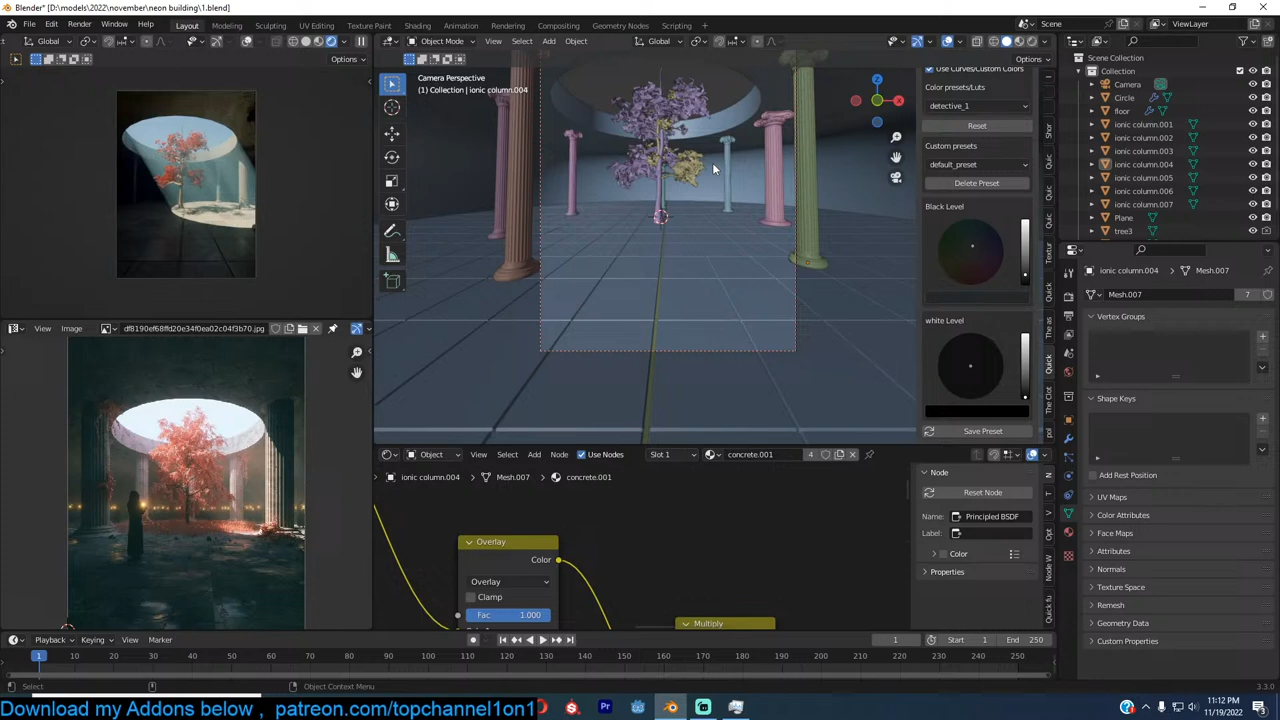 Blender* [D:\models\2022\november\neon building\1.blend]
File Edit Render Window Help Layout Modeling Sculpting UV Editing Texture Paint Shading Animation Rendering Compositing Geometry Nodes Scripting Scene ViewLayer
Global Object Mode View Select Add Object Global
Options Options
Camera Perspective
(1) Collection | ionic column.004
Use Curves/Custom Colors
Color presets/Luts
detective_1
Reset
Custom presets
default_preset
Delete Preset
Black Level
white Level
Save Preset
Scene Collection
Collection
Camera
Circle
floor
ionic column.001
ionic column.002
ionic column.003
ionic column.004
ionic column.005
ionic column.006
ionic column.007
Plane
tree3
ionic column.004 Mesh.007
Mesh.007 7
Vertex Groups
Shape Keys
Add Rest Position
UV Maps
Color Attributes
Face Maps
Attributes
Normals
Texture Space
Remesh
Geometry Data
Custom Properties
View Image df8190ef68ffd20e34f0ea02c04f3b70.jpg
Object View Select Add Node Use Nodes Slot 1 concrete.001 4
ionic column.004 Mesh.007 concrete.001
Overlay
Color
Overlay
Clamp
Fac 1.000
Multiply
Node
Reset Node
Name: Principled BSDF
Label:
Color
Properties
Playback Keying View Marker 1 Start 1 End 250
1 10 20 30 40 50 60 70 80 90 100 110 120 130 140 150 160 170 180 190 200 210 220 230 240 250
Select Object Context Menu 3.3.0
Download my Addons below , patreon.com/topchannel1on1
11:12 PM
11/19/2022